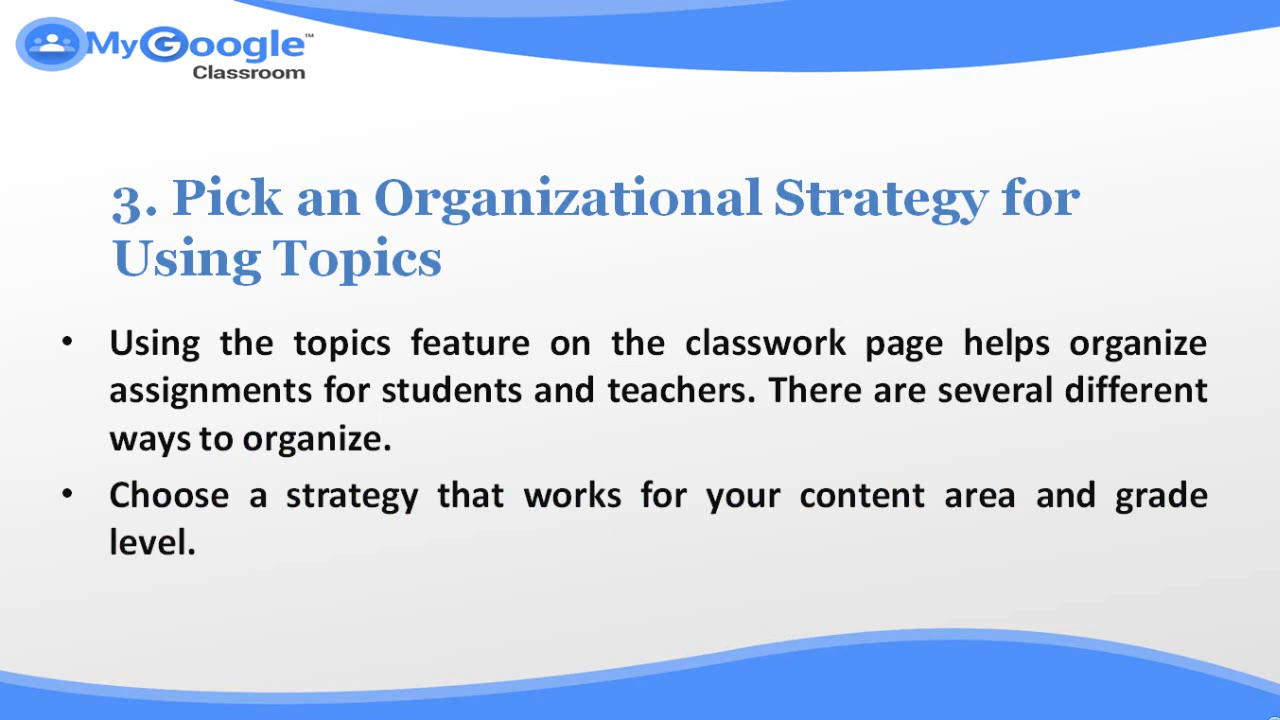 MyGoogle™
Classroom
3. Pick an Organizational Strategy for
Using Topics
• Using the topics feature on the classwork page helps organize
assignments for students and teachers. There are several different
ways to organize.
• Choose a strategy that works for your content area and grade
level.